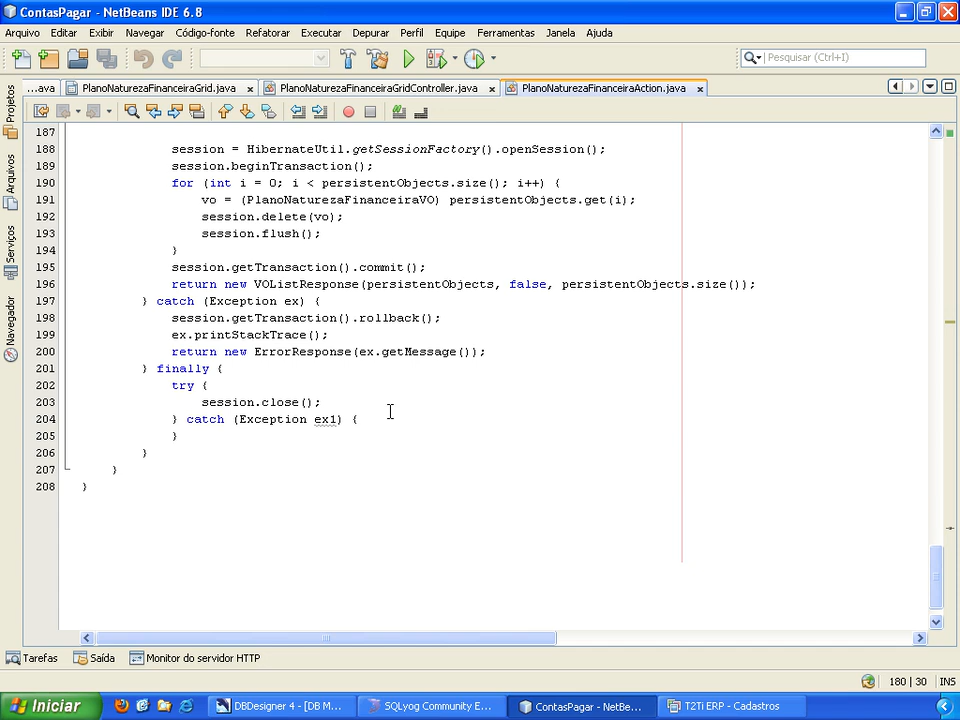 ContasPagar - NetBeans IDE 6.8
Arquivo Editar Exibir Navegar Código-fonte Refatorar Executar Depurar Perfil Equipe Ferramentas Janela Ajuda
Pesquisar (Ctrl+I)
...ava PlanoNaturezaFinanceiraGrid.java PlanoNaturezaFinanceiraGridController.java PlanoNaturezaFinanceiraAction.java
Projetos
Arquivos
Serviços
Navegador
187
188 session = HibernateUtil.getSessionFactory().openSession();
189 session.beginTransaction();
190 for (int i = 0; i < persistentObjects.size(); i++) {
191 vo = (PlanoNaturezaFinanceiraVO) persistentObjects.get(i);
192 session.delete(vo);
193 session.flush();
194 }
195 session.getTransaction().commit();
196 return new VOListResponse(persistentObjects, false, persistentObjects.size());
197 } catch (Exception ex) {
198 session.getTransaction().rollback();
199 ex.printStackTrace();
200 return new ErrorResponse(ex.getMessage());
201 } finally {
202 try {
203 session.close();
204 } catch (Exception ex1) {
205 }
206 }
207 }
208 }
Tarefas Saída Monitor do servidor HTTP
180 | 30 INS
Iniciar DBDesigner 4 - [DB M... SQLyog Community E... ContasPagar - NetBe... T2Ti ERP - Cadastros